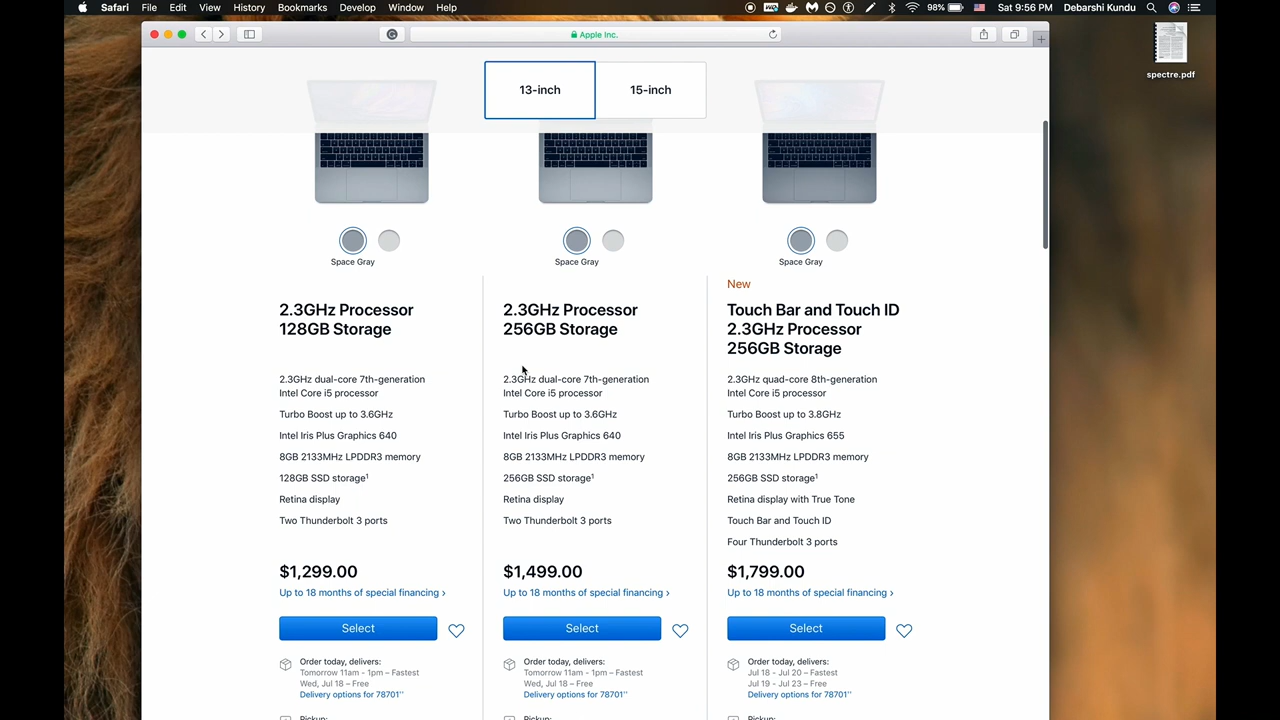 Safari File Edit View History Bookmarks Develop Window Help
98% Sat 9:56 PM Debarshi Kundu
Apple Inc.
spectre.pdf
13-inch
15-inch
Space Gray
Space Gray
Space Gray
2.3GHz Processor
128GB Storage
2.3GHz dual-core 7th-generation
Intel Core i5 processor
Turbo Boost up to 3.6GHz
Intel Iris Plus Graphics 640
8GB 2133MHz LPDDR3 memory
128GB SSD storage¹
Retina display
Two Thunderbolt 3 ports
$1,299.00
Up to 18 months of special financing ›
Select
Order today, delivers:
Tomorrow 11am - 1pm – Fastest
Wed, Jul 18 – Free
Delivery options for 78701
Pickup:
2.3GHz Processor
256GB Storage
2.3GHz dual-core 7th-generation
Intel Core i5 processor
Turbo Boost up to 3.6GHz
Intel Iris Plus Graphics 640
8GB 2133MHz LPDDR3 memory
256GB SSD storage¹
Retina display
Two Thunderbolt 3 ports
$1,499.00
Up to 18 months of special financing ›
Select
Order today, delivers:
Tomorrow 11am - 1pm – Fastest
Wed, Jul 18 – Free
Delivery options for 78701
Pickup:
New
Touch Bar and Touch ID
2.3GHz Processor
256GB Storage
2.3GHz quad-core 8th-generation
Intel Core i5 processor
Turbo Boost up to 3.8GHz
Intel Iris Plus Graphics 655
8GB 2133MHz LPDDR3 memory
256GB SSD storage¹
Retina display with True Tone
Touch Bar and Touch ID
Four Thunderbolt 3 ports
$1,799.00
Up to 18 months of special financing ›
Select
Order today, delivers:
Jul 18 - Jul 20 – Fastest
Jul 19 - Jul 23 – Free
Delivery options for 78701
Pickup: